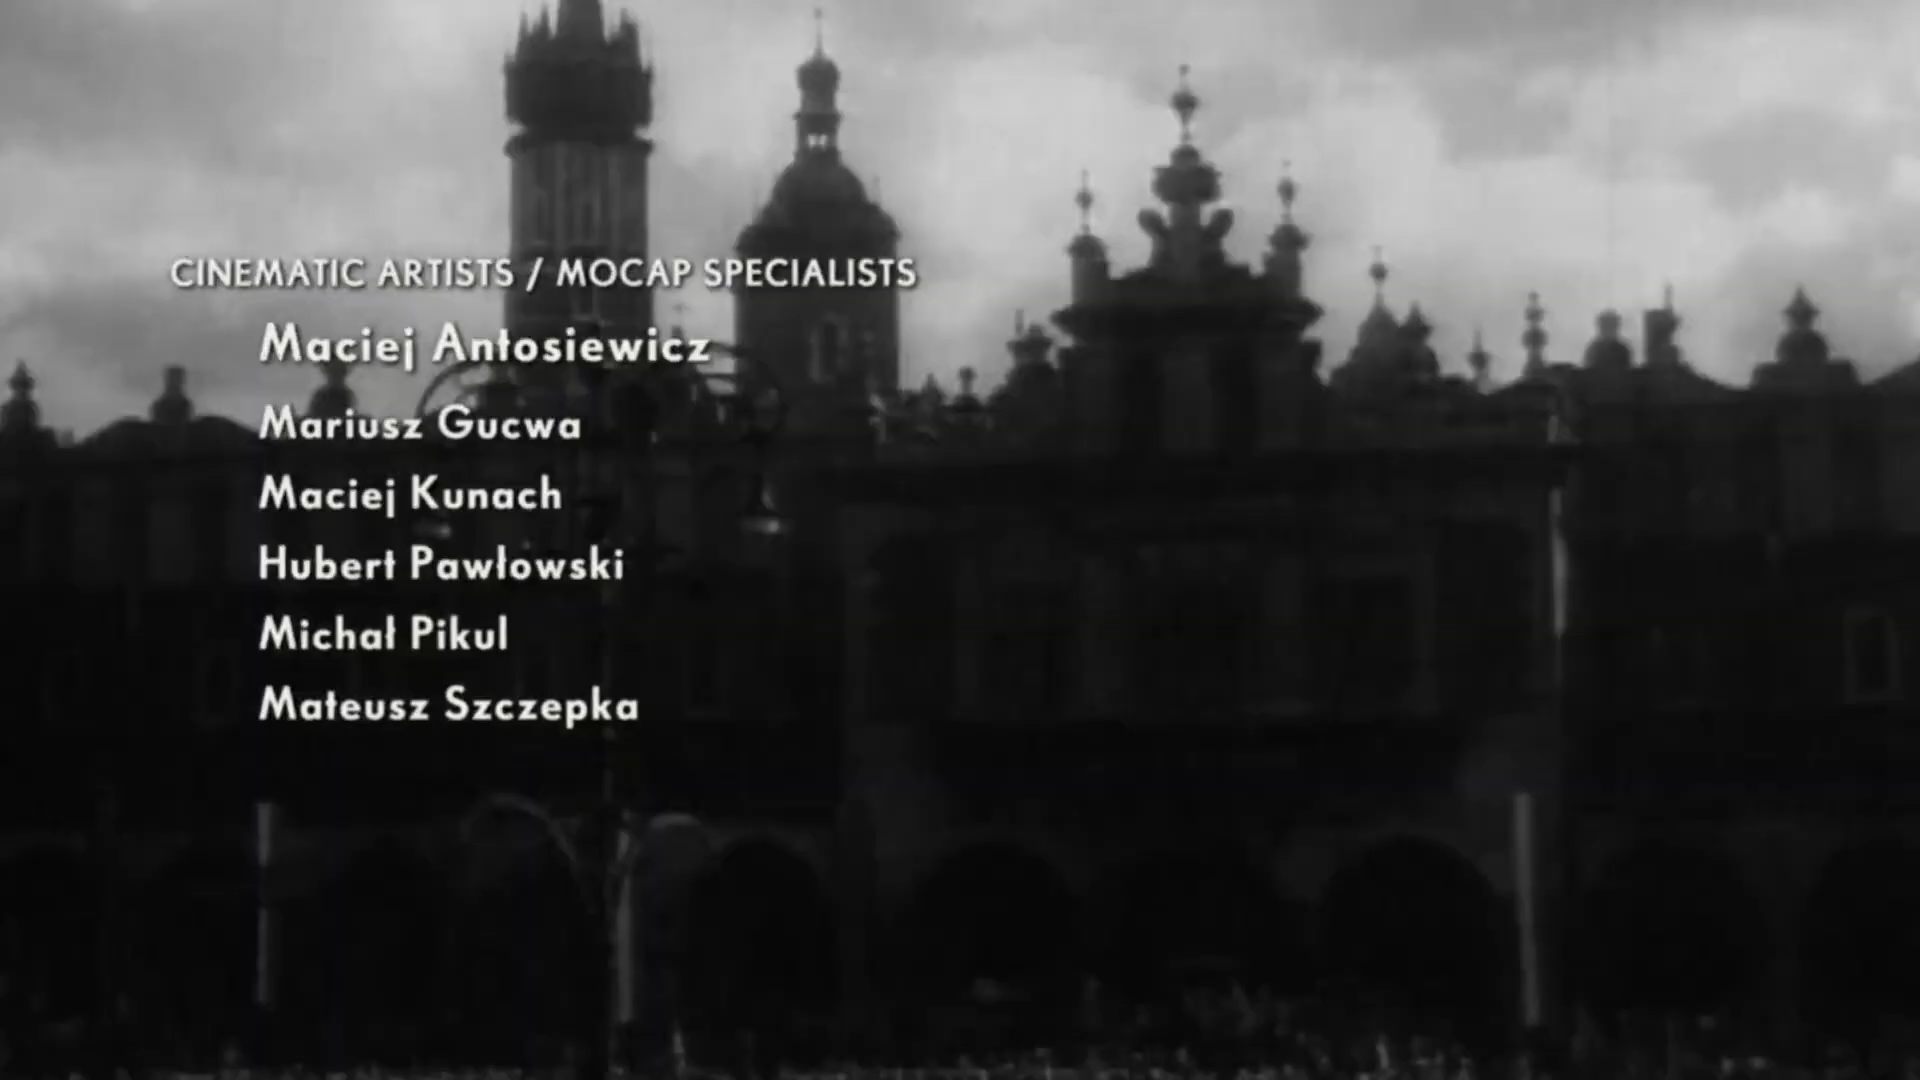 CINEMATIC ARTISTS / MOCAP SPECIALISTS
Maciej Antosiewicz
Mariusz Gucwa
Maciej Kunach
Hubert Pawłowski
Michał Pikul
Mateusz Szczepka